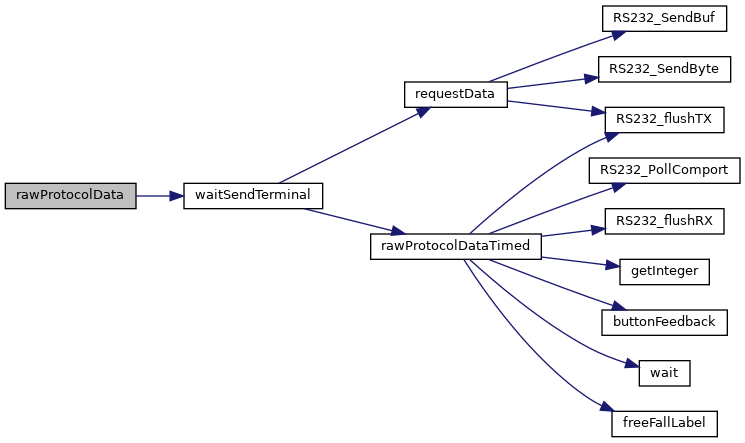 RS232_SendBuf
RS232_SendByte
requestData
RS232_flushTX
RS232_PollComport
rawProtocolData
waitSendTerminal
RS232_flushRX
rawProtocolDataTimed
getInteger
buttonFeedback
wait
freeFallLabel